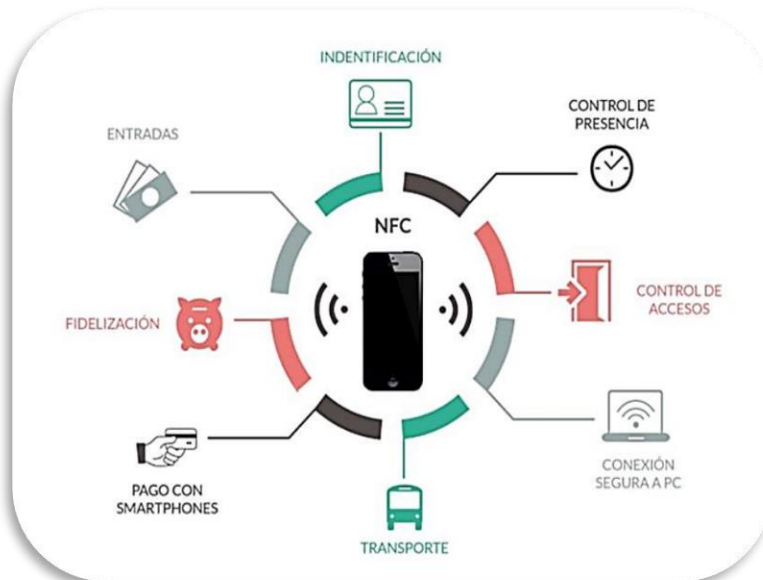 INDENTIFICACIÓN
CONTROL DE
PRESENCIA
ENTRADAS
NFC
FIDELIZACIÓN
CONTROL DE
ACCESOS
PAGO CON
SMARTPHONES
CONEXIÓN
SEGURA A PC
TRANSPORTE